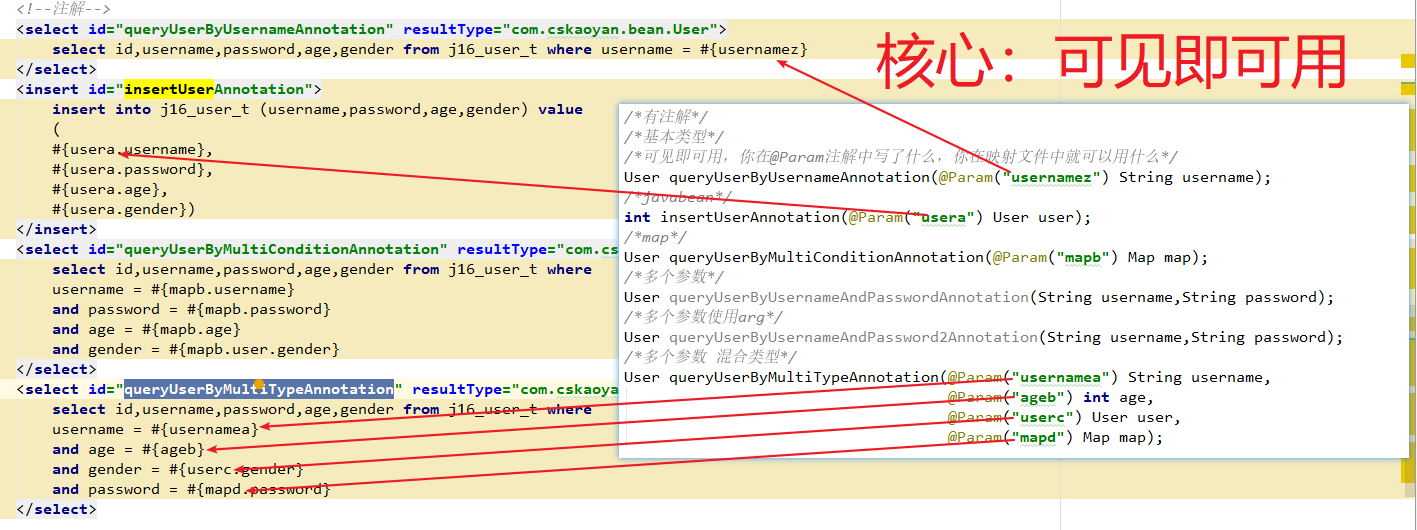 <!--注解-->
<select id="queryUserByUsernameAnnotation" resultType="com.cskaoyan.bean.User">
select id,username,password,age,gender from j16_user_t where username = #{usernamez}
</select>
<insert id="insertUserAnnotation">
insert into j16_user_t (username,password,age,gender) value
(
#{usera.username},
#{usera.password},
#{usera.age},
#{usera.gender})
</insert>
<select id="queryUserByMultiConditionAnnotation" resultType="com.cs
select id,username,password,age,gender from j16_user_t where
username = #{mapb.username}
and password = #{mapb.password}
and age = #{mapb.age}
and gender = #{mapb.user.gender}
</select>
<select id="queryUserByMultiTypeAnnotation" resultType="com.cskaoya
select id,username,password,age,gender from j16_user_t where
username = #{usernamea}
and age = #{ageb}
and gender = #{userc.gender}
and password = #{mapd.password}
</select>
核心：可见即可用
/*有注解*/
/*基本类型*/
/*可见即可用，你在@Param注解中写了什么，你在映射文件中就可以用什么*/
User queryUserByUsernameAnnotation(@Param("usernamez") String username);
/*javabean*/
int insertUserAnnotation(@Param("usera") User user);
/*map*/
User queryUserByMultiConditionAnnotation(@Param("mapb") Map map);
/*多个参数*/
User queryUserByUsernameAndPasswordAnnotation(String username,String password);
/*多个参数使用arg*/
User queryUserByUsernameAndPassword2Annotation(String username,String password);
/*多个参数 混合类型*/
User queryUserByMultiTypeAnnotation(@Param("usernamea") String username,
@Param("ageb") int age,
@Param("userc") User user,
@Param("mapd") Map map);